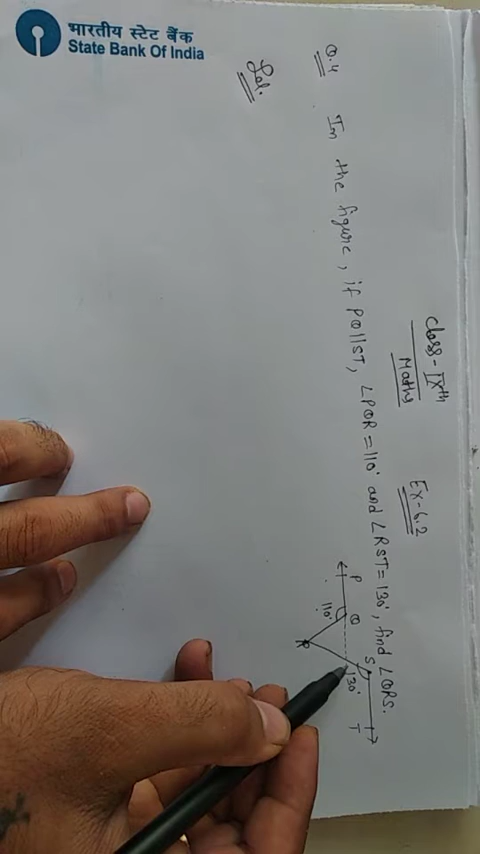 भारतीय स्टेट बैंक
State Bank Of India
Class-IXth
Maths
Ex-6.2
Q.4 In the figure, if PQ||ST, ∠PQR=110° and ∠RST=130°, find ∠QRS.
P Q S T
110° 130°
R
Sol.